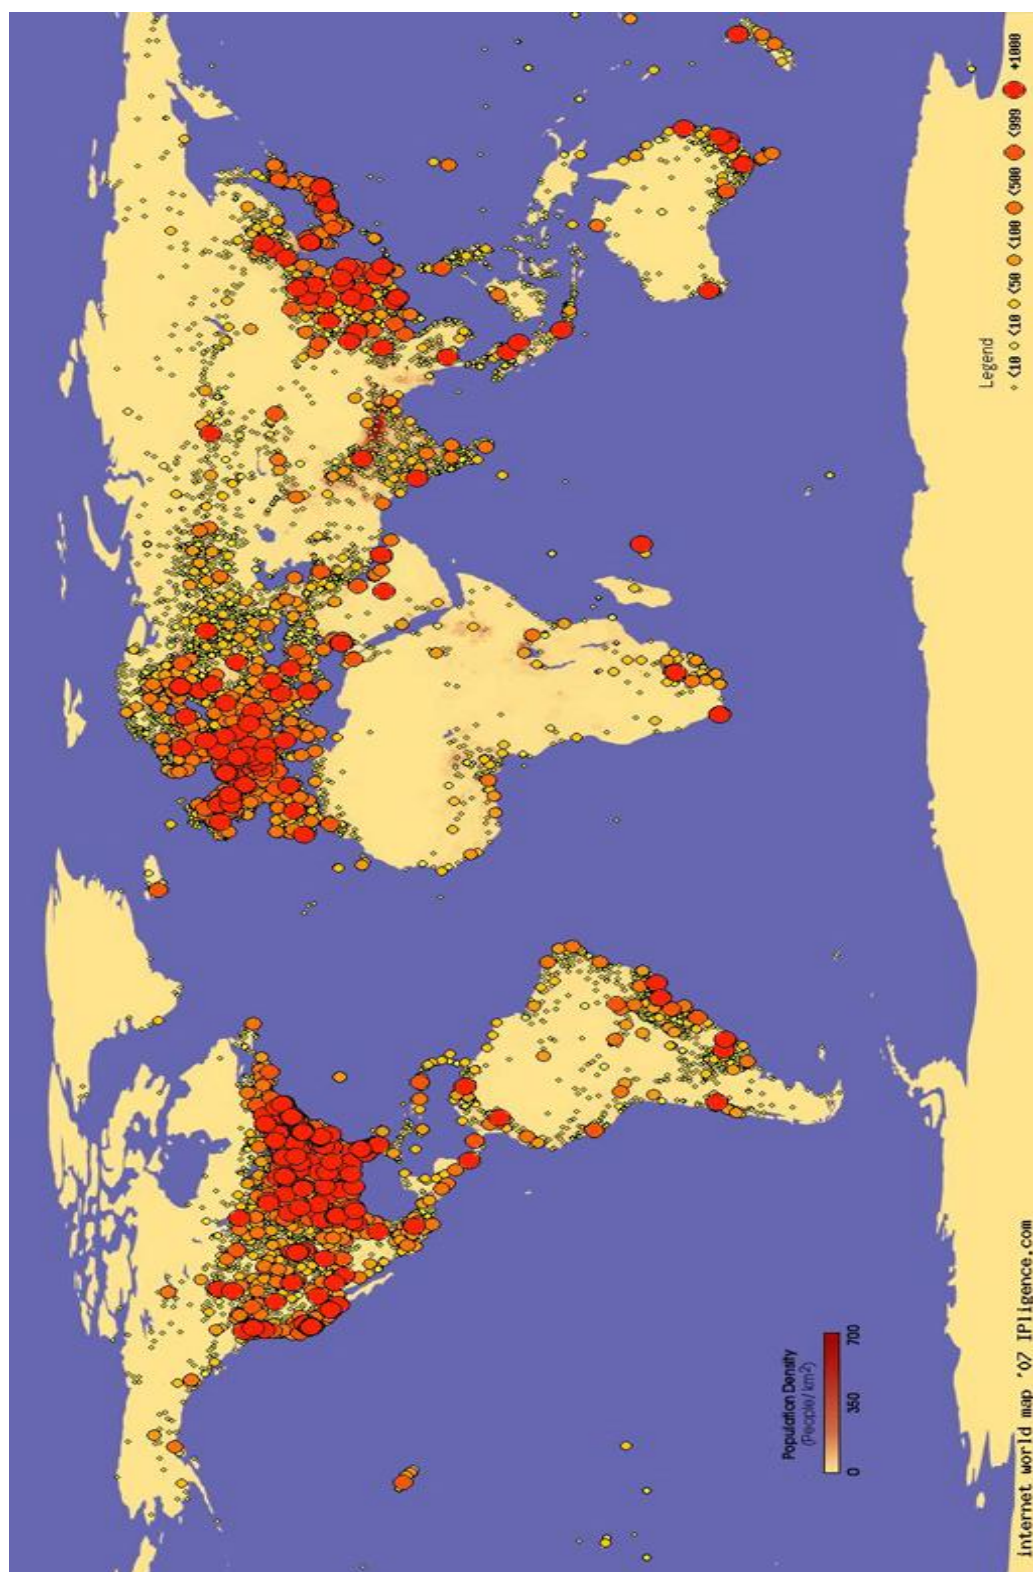 Population Density
(People/km²)
0 350 700
Legend
<10 <10 <50 <100 <500 <999 +1000
internet world map '07 IPligence.com